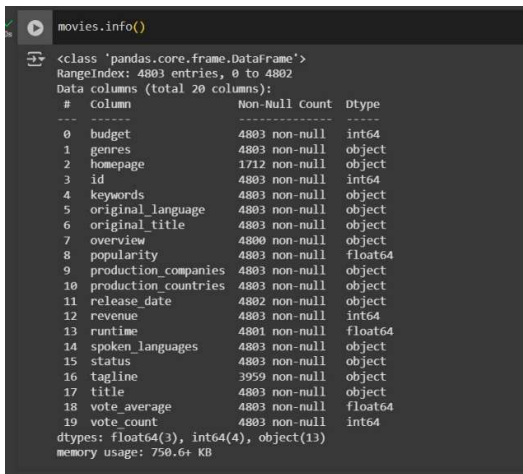 movies.info()
<class 'pandas.core.frame.DataFrame'>
RangeIndex: 4803 entries, 0 to 4802
Data columns (total 20 columns):
#   Column                Non-Null Count  Dtype
---  ------                --------------  -----
0   budget                4803 non-null   int64
1   genres                4803 non-null   object
2   homepage              1712 non-null   object
3   id                    4803 non-null   int64
4   keywords              4803 non-null   object
5   original_language     4803 non-null   object
6   original_title        4803 non-null   object
7   overview              4800 non-null   object
8   popularity            4803 non-null   float64
9   production_companies  4803 non-null   object
10  production_countries  4803 non-null   object
11  release_date          4802 non-null   object
12  revenue               4803 non-null   int64
13  runtime               4801 non-null   float64
14  spoken_languages      4803 non-null   object
15  status                4803 non-null   object
16  tagline               3959 non-null   object
17  title                 4803 non-null   object
18  vote_average          4803 non-null   float64
19  vote_count            4803 non-null   int64
dtypes: float64(3), int64(4), object(13)
memory usage: 750.6+ KB